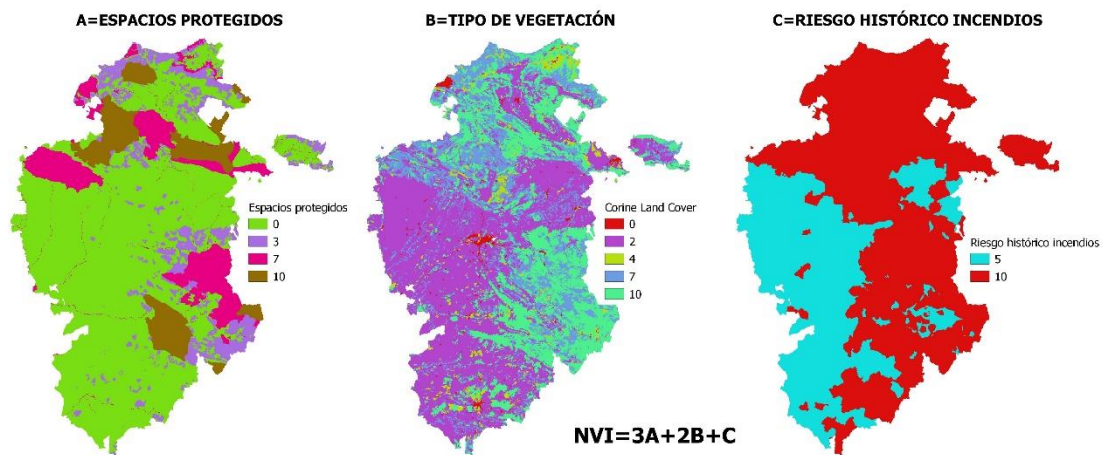 A=ESPACIOS PROTEGIDOS
B=TIPO DE VEGETACIÓN
C=RIESGO HISTÓRICO INCENDIOS
Espacios protegidos
0
3
7
10
Corine Land Cover
0
2
4
7
10
Riesgo histórico incendios
5
10
NVI=3A+2B+C